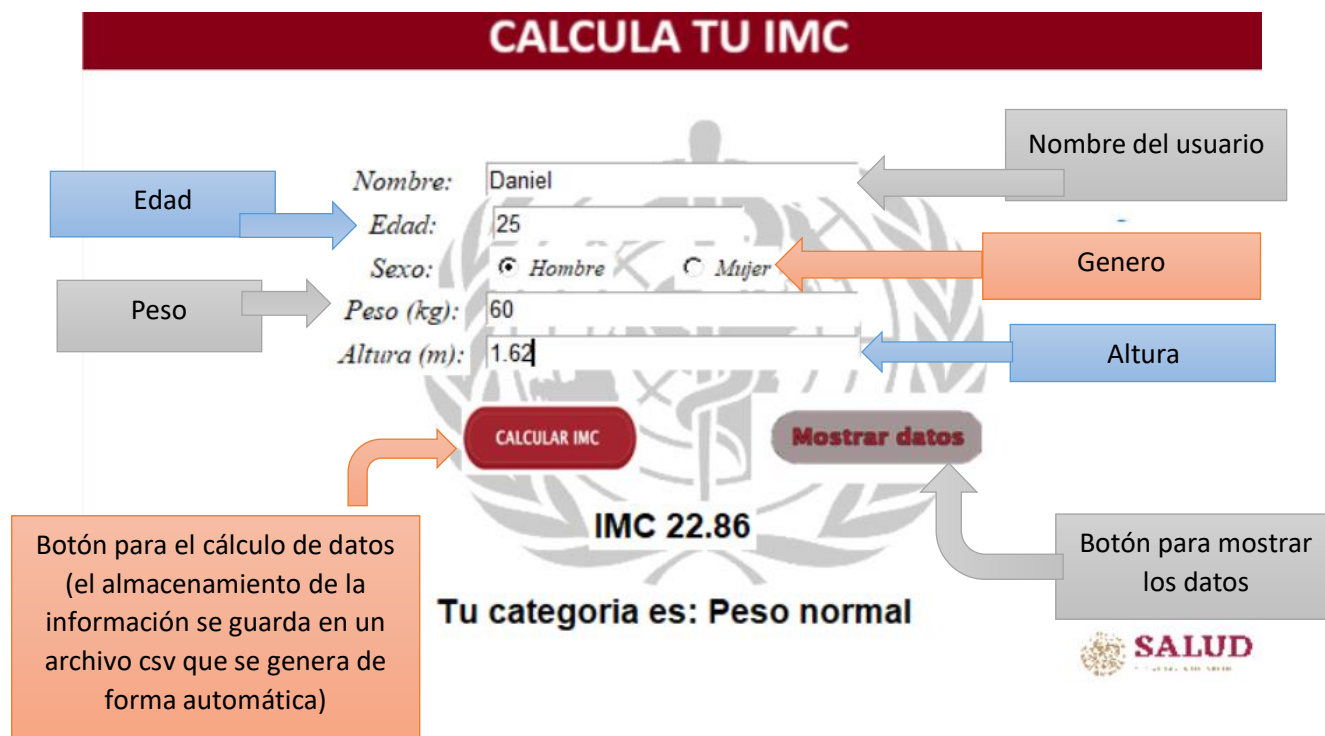 CALCULA TU IMC
Nombre del usuario
Nombre:
Daniel
Edad
Edad:
25
Sexo:
Hombre
Mujer
Genero
Peso
Peso (kg):
60
Altura (m):
1.62
Altura
CALCULAR IMC
Mostrar datos
IMC 22.86
Botón para el cálculo de datos
(el almacenamiento de la
información se guarda en un
archivo csv que se genera de
forma automática)
Botón para mostrar
los datos
Tu categoria es: Peso normal
SALUD